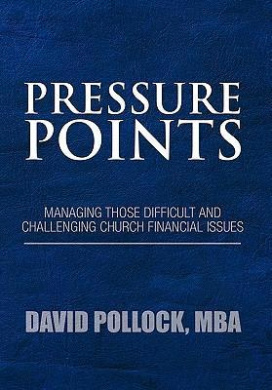 PRESSURE
POINTS
MANAGING THOSE DIFFICULT AND
CHALLENGING CHURCH FINANCIAL ISSUES
DAVID POLLOCK, MBA